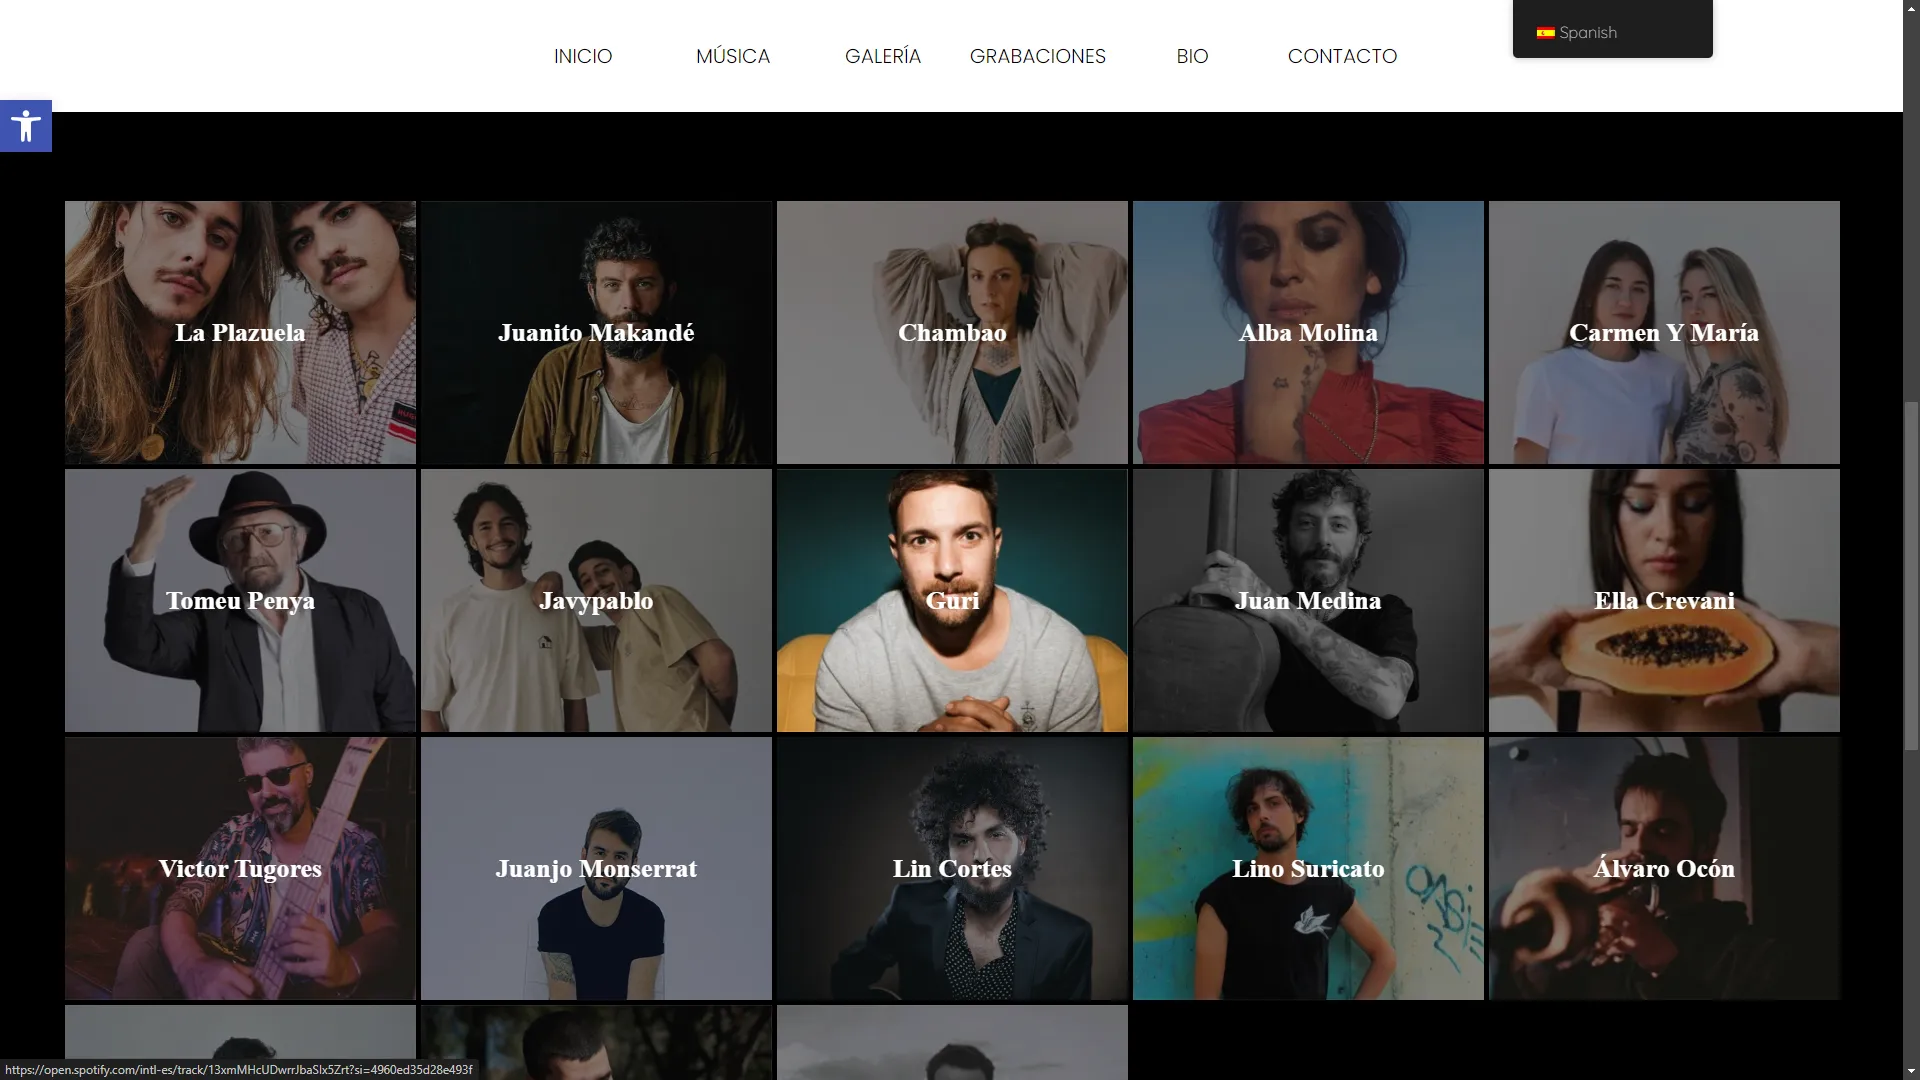 INICIO
MÚSICA
GALERÍA
GRABACIONES
BIO
CONTACTO
Spanish
La Plazuela
Juanito Makandé
Chambao
Alba Molina
Carmen Y María
Tomeu Penya
Javypablo
Guri
Juan Medina
Ella Crevani
Victor Tugores
Juanjo Monserrat
Lin Cortes
Lino Suricato
Álvaro Ocón
https://open.spotify.com/intl-es/track/13xmMHcUDwrrJbaSlx5Zrt?si=4960ed35d28e493f